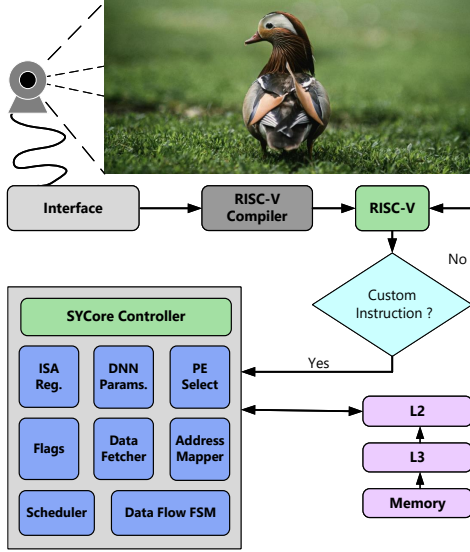 Interface
RISC-V
Compiler
RISC-V
No
Custom
Instruction ?
Yes
SYCore Controller
ISA
Reg.
DNN
Params.
PE
Select
Flags
Data
Fetcher
Address
Mapper
Scheduler
Data Flow FSM
L2
L3
Memory